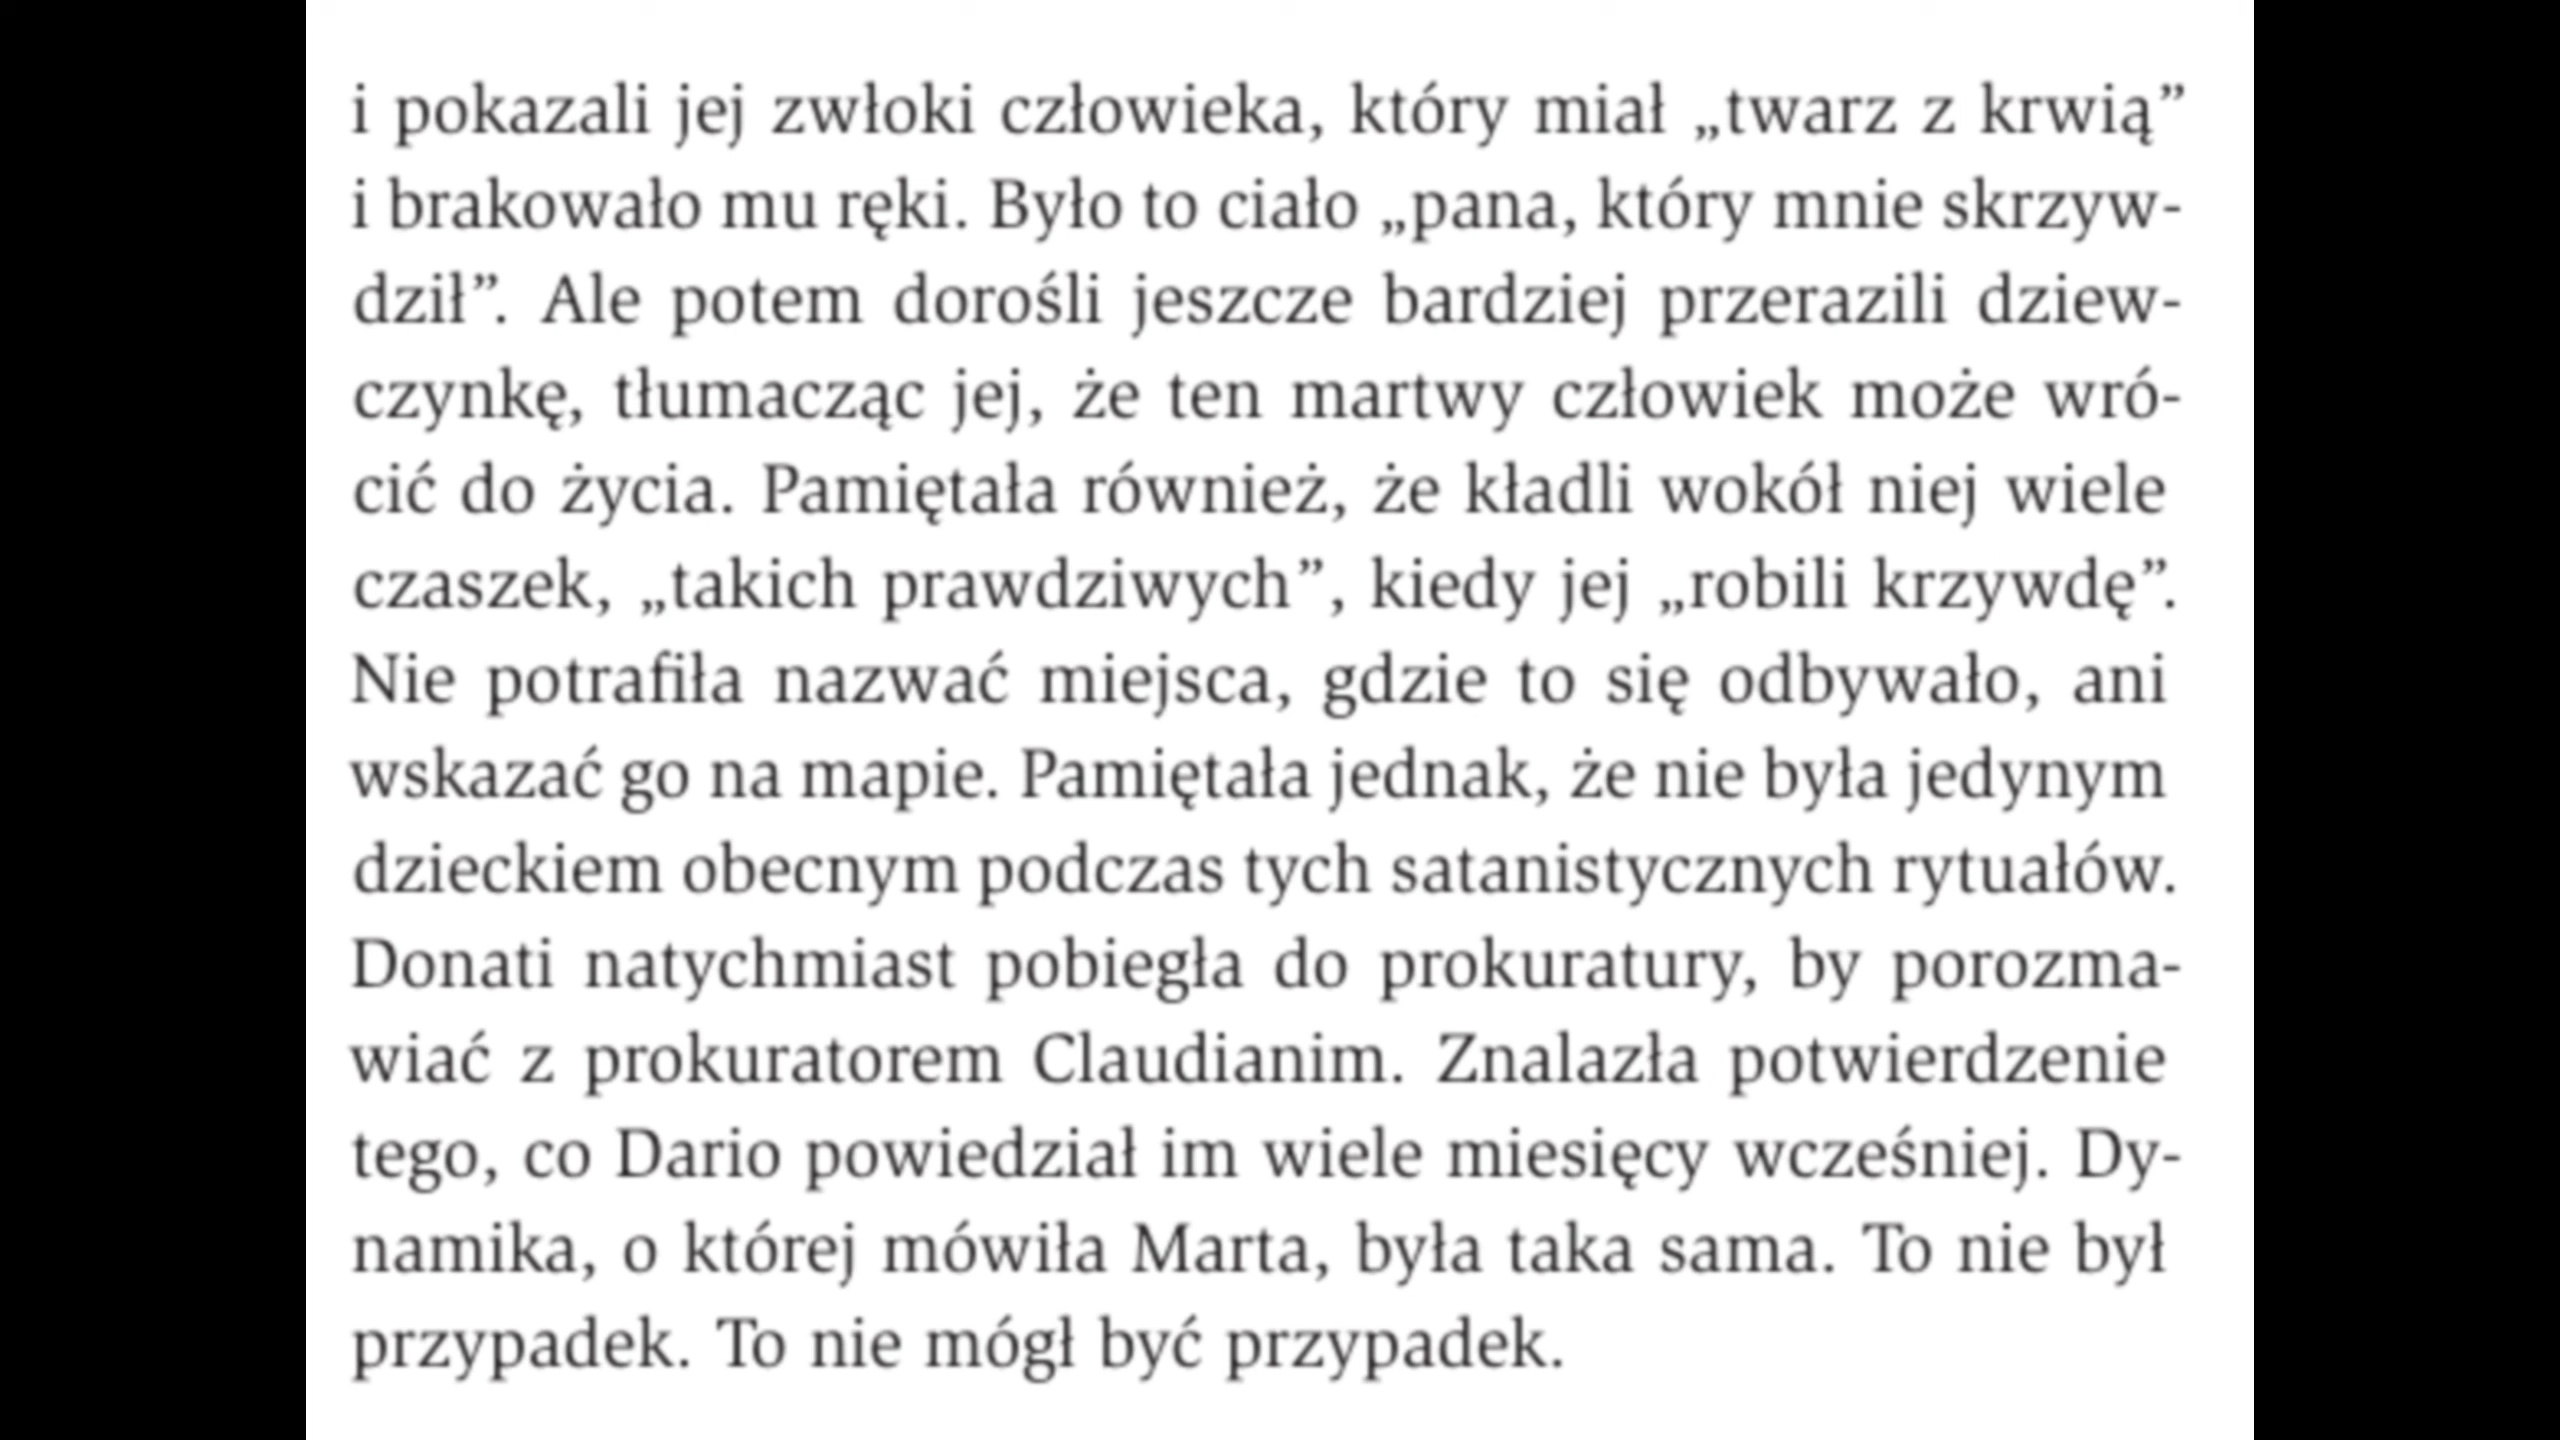 i pokazali jej zwłoki człowieka, który miał „twarz z krwią”
i brakowało mu ręki. Było to ciało „pana, który mnie skrzyw-
dził”. Ale potem dorośli jeszcze bardziej przerazili dziew-
czynkę, tłumacząc jej, że ten martwy człowiek może wró-
cić do życia. Pamiętała również, że kładli wokół niej wiele
czaszek, „takich prawdziwych”, kiedy jej „robili krzywdę”.
Nie potrafiła nazwać miejsca, gdzie to się odbywało, ani
wskazać go na mapie. Pamiętała jednak, że nie była jedynym
dzieckiem obecnym podczas tych satanistycznych rytuałów.
Donati natychmiast pobiegła do prokuratury, by porozma-
wiać z prokuratorem Claudianim. Znalazła potwierdzenie
tego, co Dario powiedział im wiele miesięcy wcześniej. Dy-
namika, o której mówiła Marta, była taka sama. To nie był
przypadek. To nie mógł być przypadek.